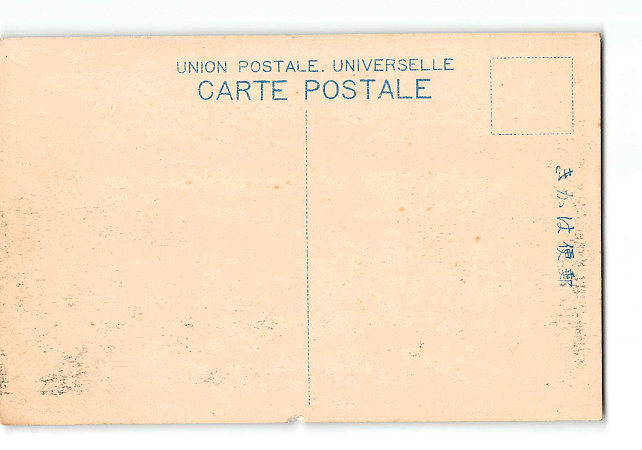 UNION POSTALE. UNIVERSELLE
CARTE POSTALE
きかは便郵